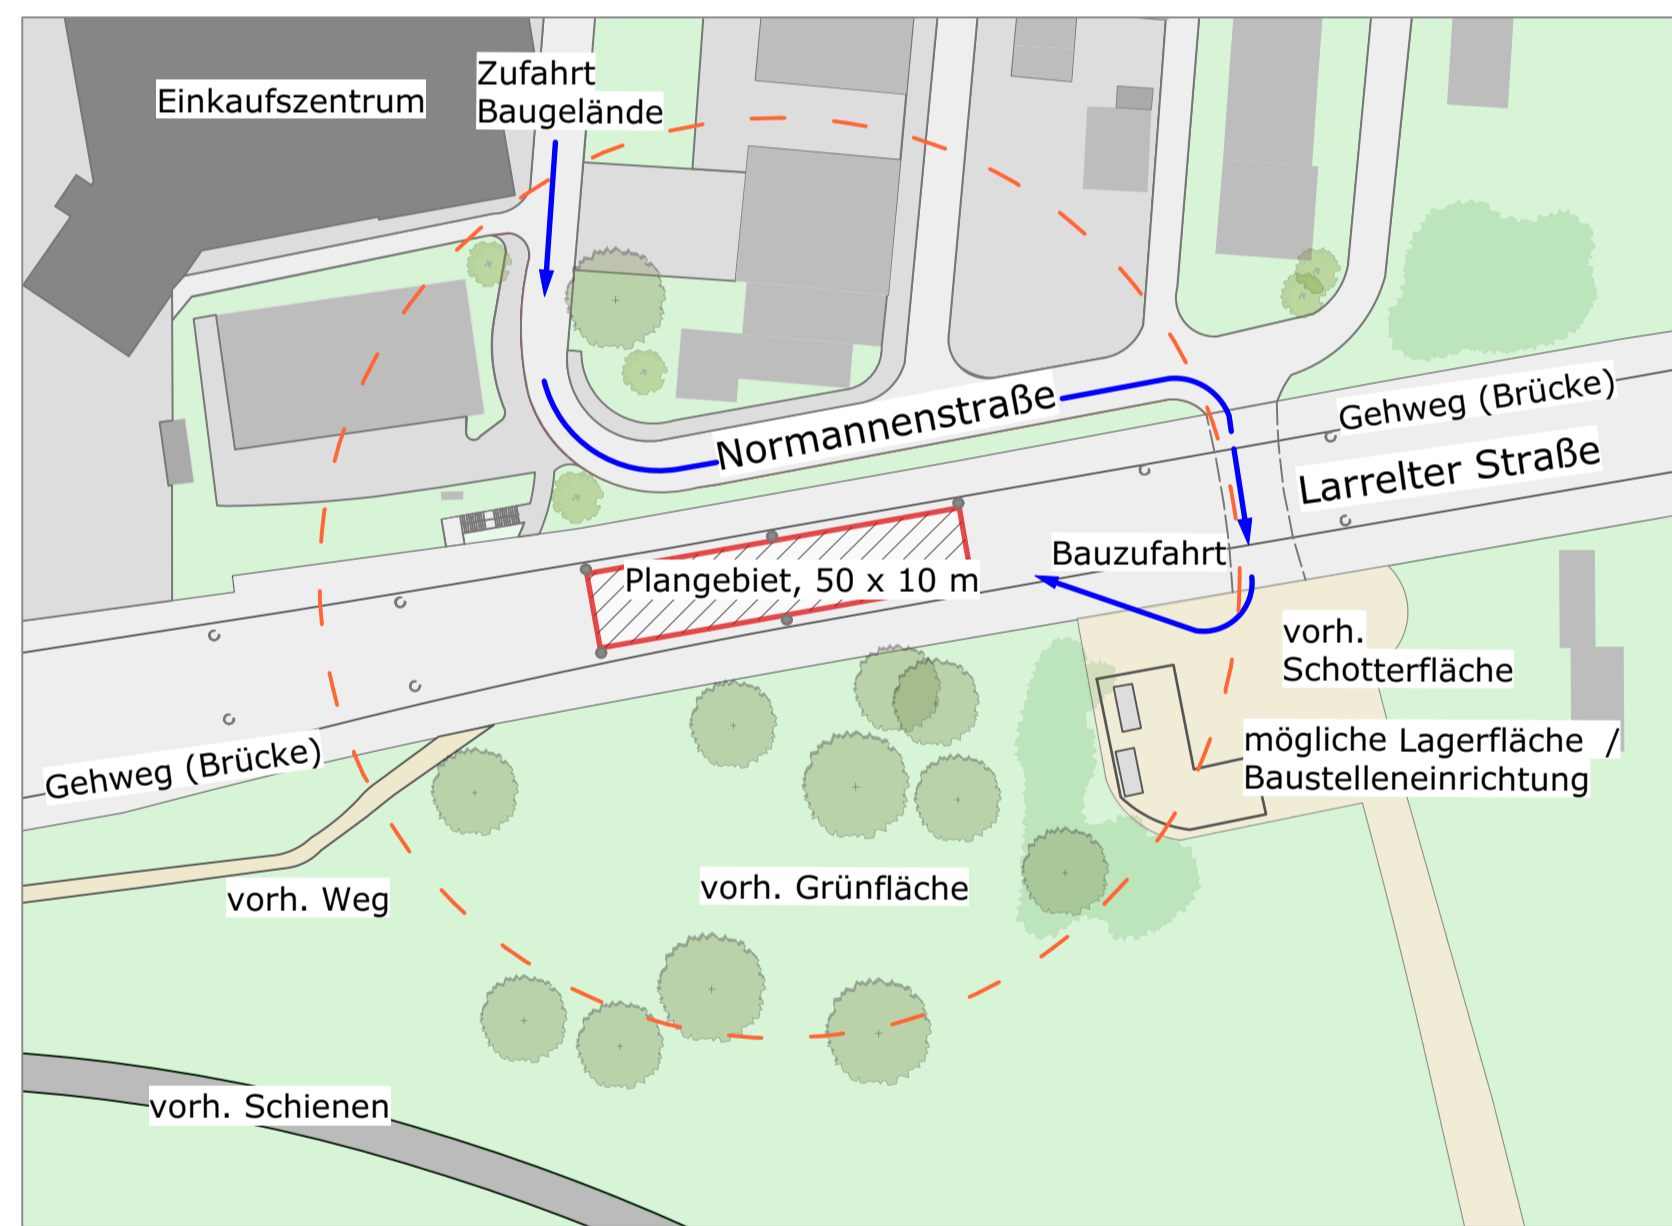 Zufahrt
Baugelände
Einkaufszentrum
Normannenstraße
Gehweg (Brücke)
Larrelter Straße
Bauzufahrt
Plangebiet, 50 x 10 m
vorh.
Schotterfläche
mögliche Lagerfläche /
Baustelleneinrichtung
Gehweg (Brücke)
vorh. Weg
vorh. Grünfläche
vorh. Schienen